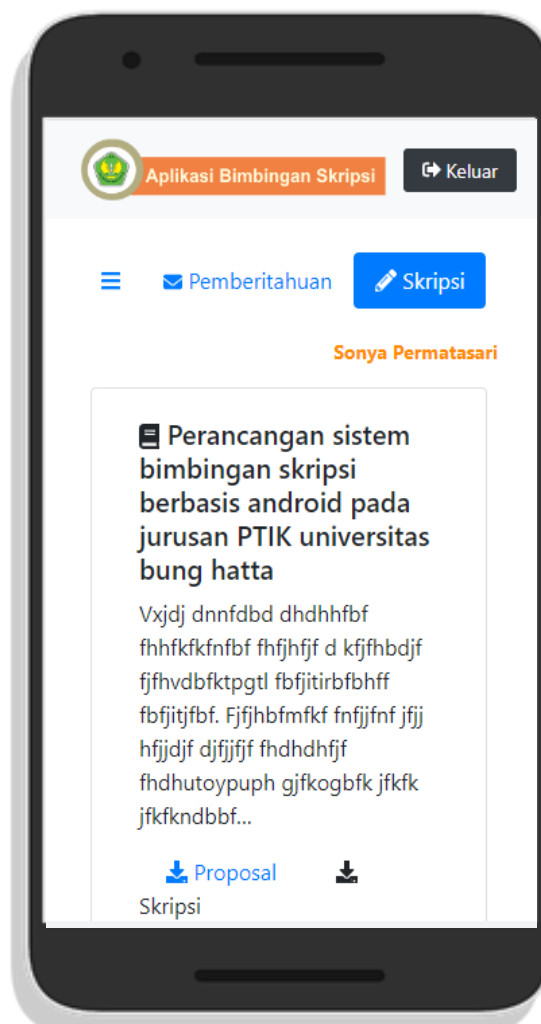 Aplikasi Bimbingan Skripsi
Keluar
Pemberitahuan
Skripsi
Sonya Permatasari
Perancangan sistem
bimbingan skripsi
berbasis android pada
jurusan PTIK universitas
bung hatta
Vxjdj dnnfdbd dhdhhfbf
fhhfkfkfnfbf fhfjhfjf d kfjfhbdjf
fjfhvdbfktpgtl fbfjitirbfbhff
fbfjitjfbf. Fjfjhbfmfkf fnfjjfnf jfjj
hfjjdjf djfjjfjf fhdhdhfjf
fhdhutoypuph gjfkogbfk jfkfk
jfkfkndbbf...
Proposal
Skripsi